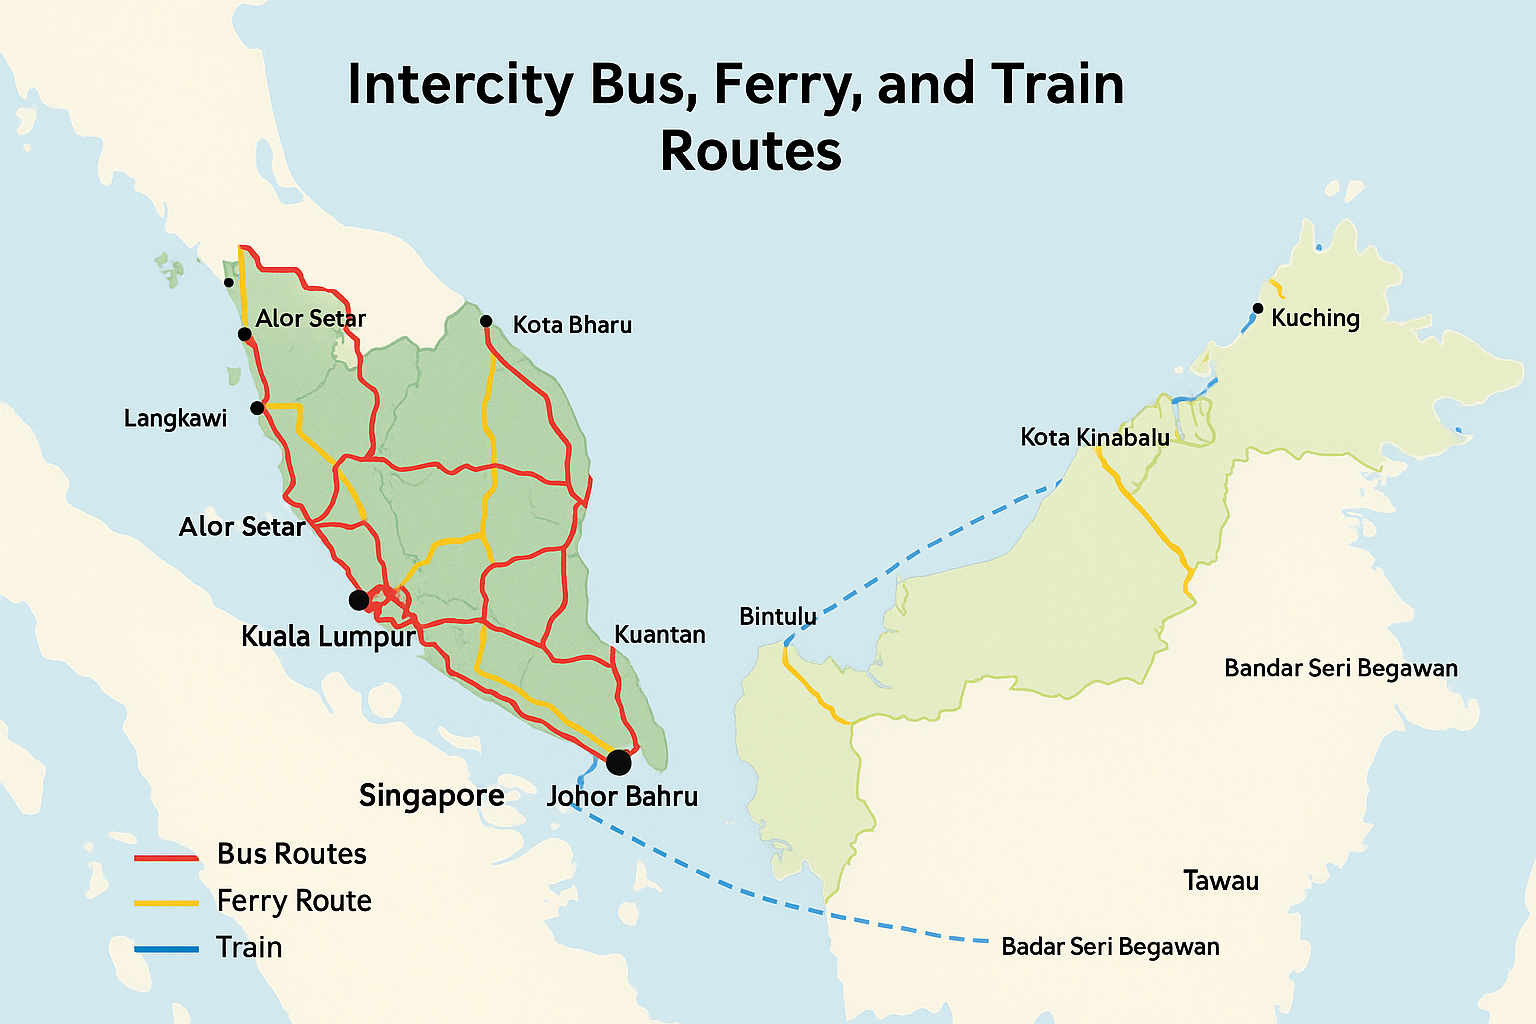 Intercity Bus, Ferry, and Train
Routes
Alor Setar
Kota Bharu
Kuching
Langkawi
Kota Kinabalu
Alor Setar
Bintulu
Kuala Lumpur
Kuantan
Bandar Seri Begawan
Singapore
Johor Bahru
Bus Routes
Ferry Route
Train
Tawau
Badar Seri Begawan